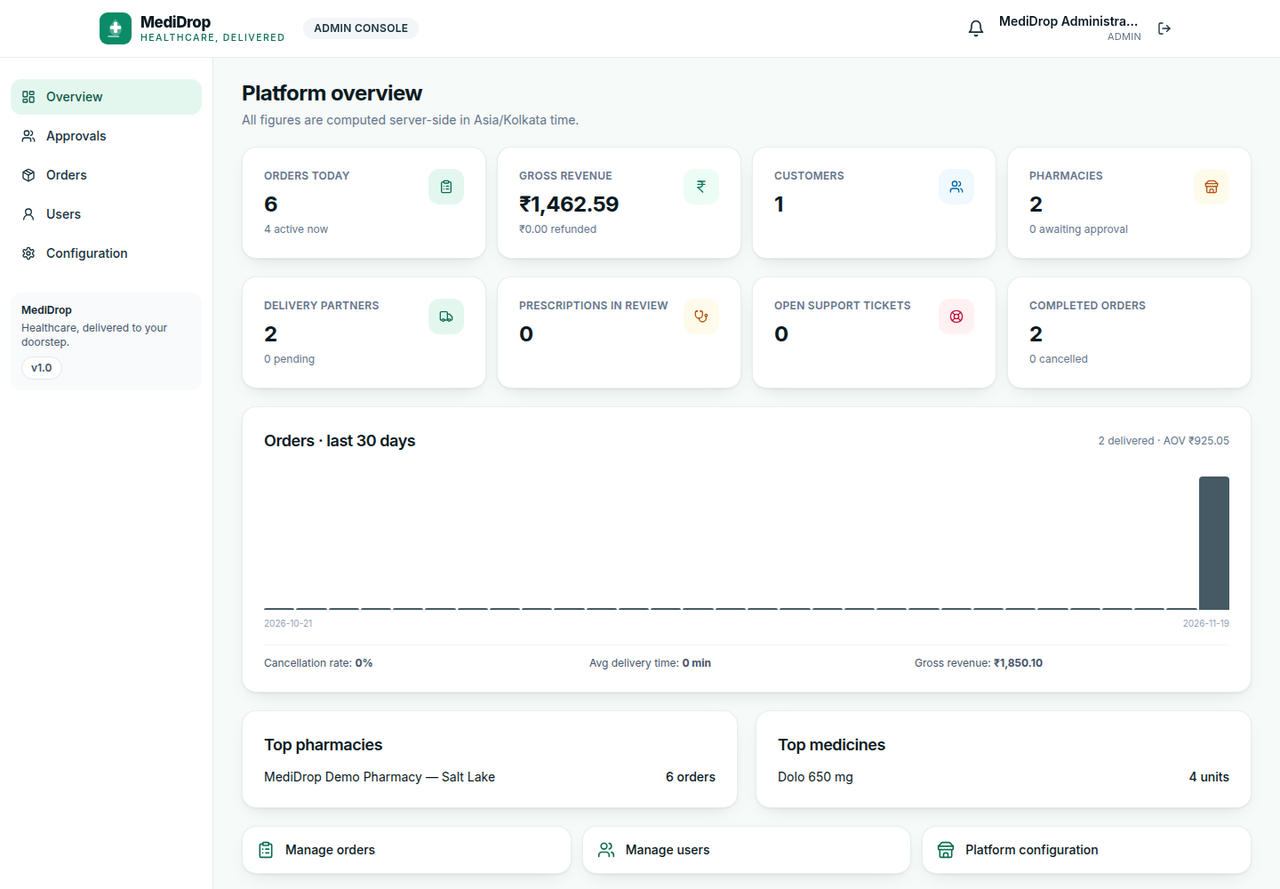 MediDrop
HEALTHCARE, DELIVERED
ADMIN CONSOLE
MediDrop Administra...
ADMIN
Overview
Approvals
Orders
Users
Configuration
MediDrop
Healthcare, delivered to your
doorstep.
v1.0
Platform overview
All figures are computed server-side in Asia/Kolkata time.
ORDERS TODAY
6
4 active now
GROSS REVENUE
₹1,462.59
₹0.00 refunded
CUSTOMERS
1
PHARMACIES
2
0 awaiting approval
DELIVERY PARTNERS
2
0 pending
PRESCRIPTIONS IN REVIEW
0
OPEN SUPPORT TICKETS
0
COMPLETED ORDERS
2
0 cancelled
Orders · last 30 days
2 delivered · AOV ₹925.05
2026-10-21
2026-11-19
Cancellation rate: 0%
Avg delivery time: 0 min
Gross revenue: ₹1,850.10
Top pharmacies
MediDrop Demo Pharmacy — Salt Lake
6 orders
Top medicines
Dolo 650 mg
4 units
Manage orders
Manage users
Platform configuration